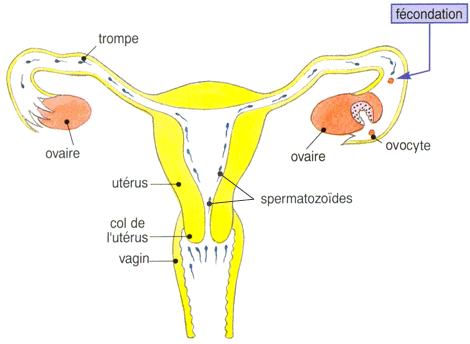 fécondation
trompe
ovaire
ovaire
ovocyte
utérus
spermatozoïdes
col de
l'utérus
vagin